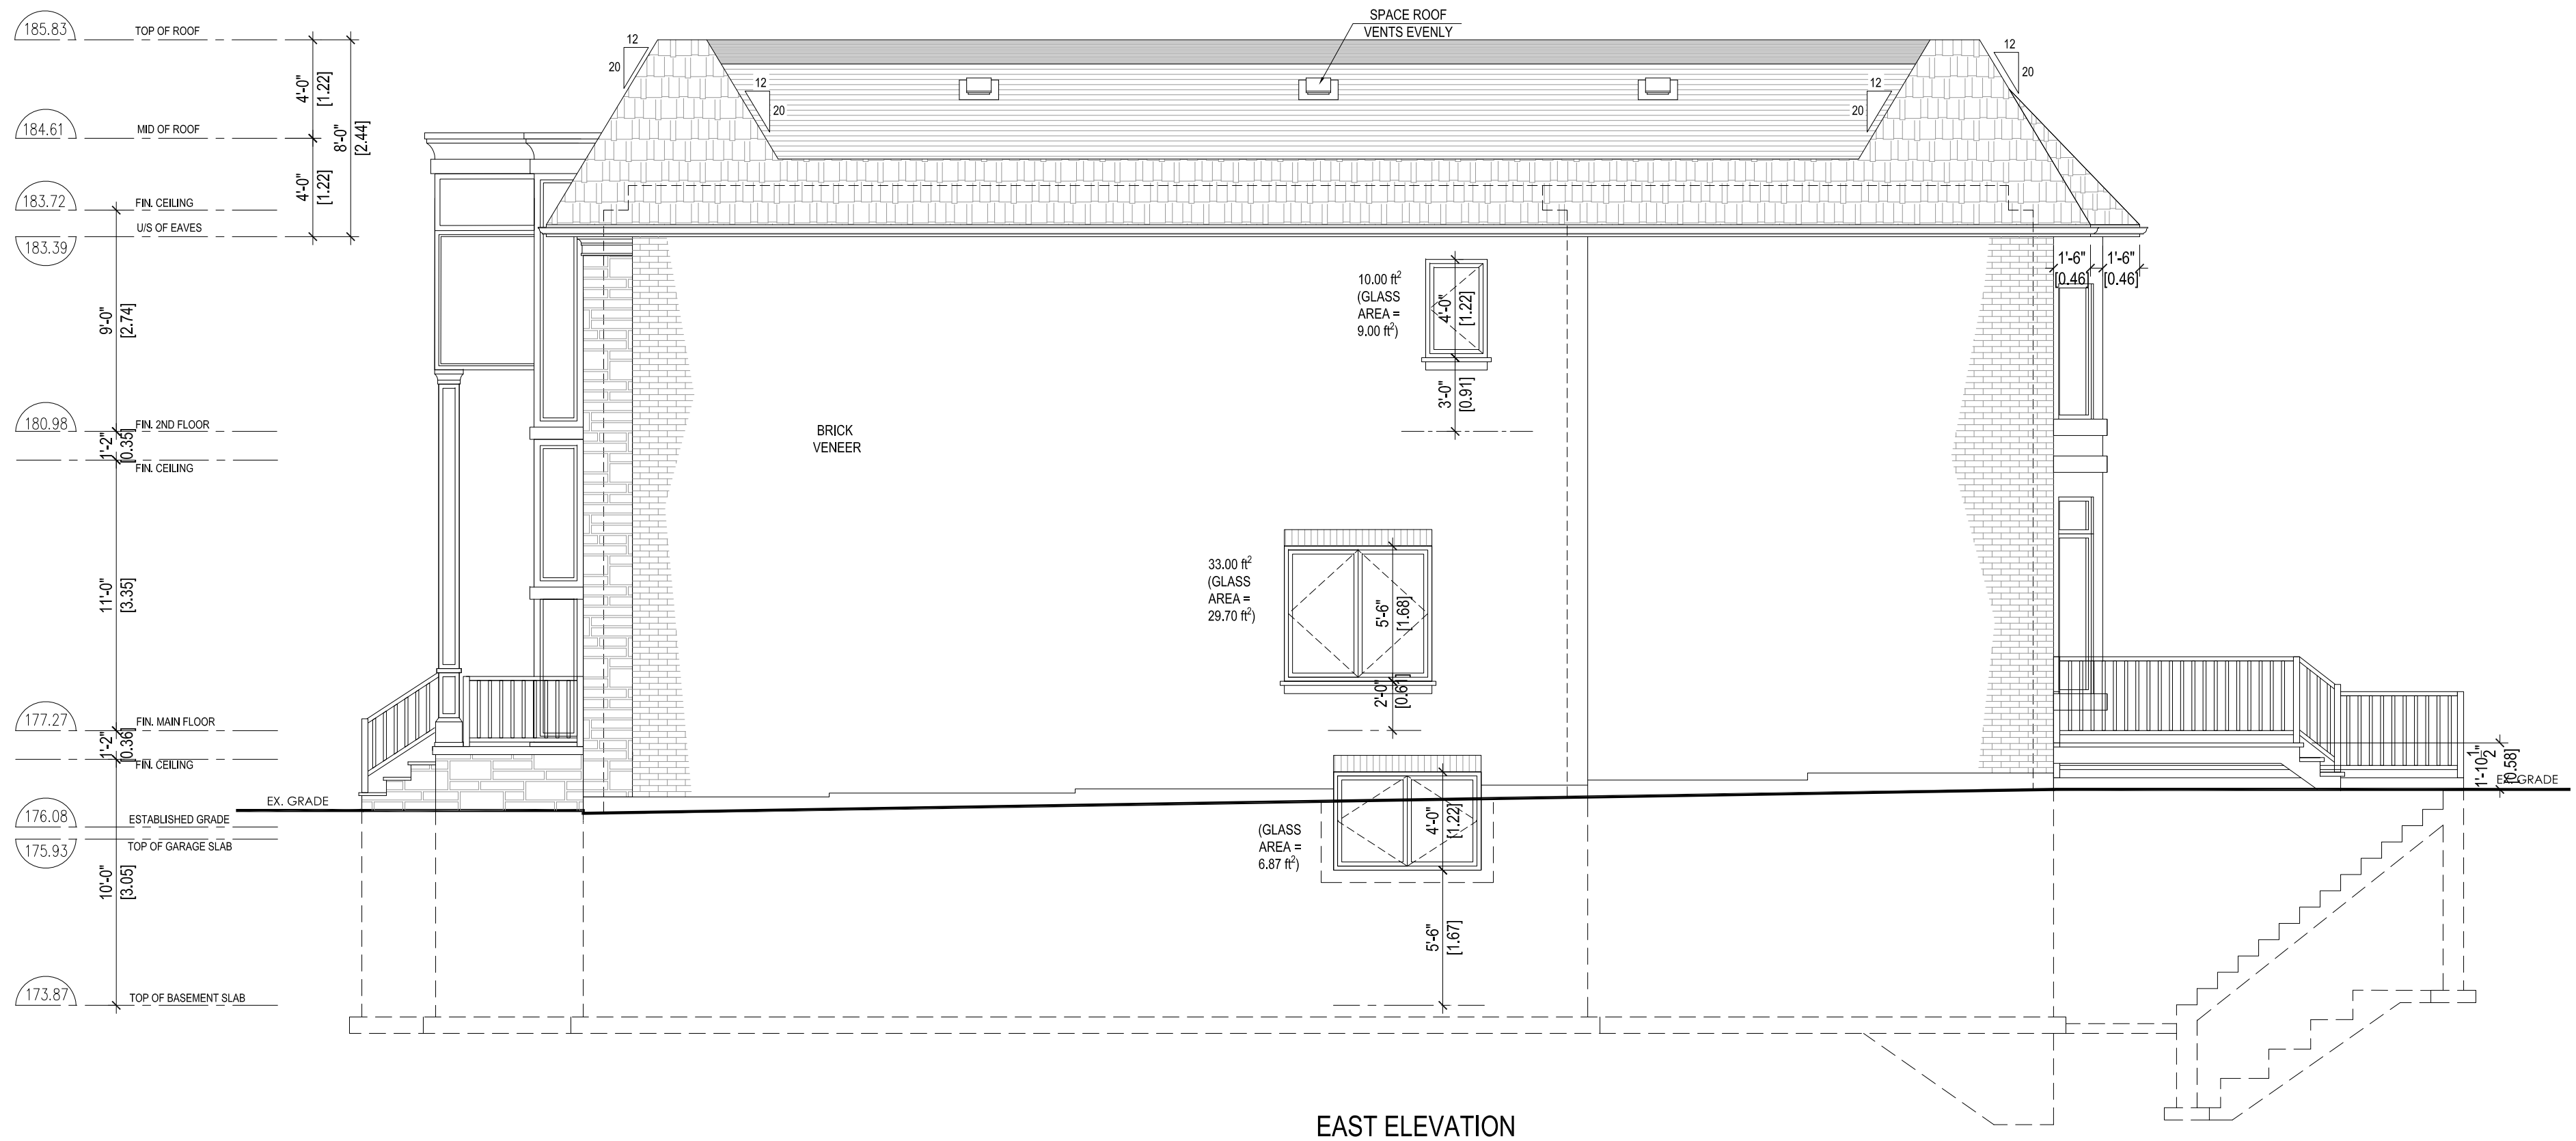 185.83
TOP OF ROOF
184.61
MID OF ROOF
183.72
FIN. CEILING
U/S OF EAVES
183.39
180.98
FIN. 2ND FLOOR
FIN. CEILING
177.27
FIN. MAIN FLOOR
FIN. CEILING
176.08
ESTABLISHED GRADE
175.93
TOP OF GARAGE SLAB
173.87
TOP OF BASEMENT SLAB
9'-0"
[2.74]
1'-2"
[0.35]
11'-0"
[3.35]
1'-2"
[0.36]
10'-0"
[3.05]
4'-0"
[1.22]
4'-0"
[1.22]
8'-0"
[2.44]
12
20
12
20
SPACE ROOF
VENTS EVENLY
12
20
12
20
10.00 ft²
(GLASS
AREA =
9.00 ft²)
4'-0"
[1.22]
3'-0"
[0.91]
1'-6"
[0.46]
1'-6"
[0.46]
BRICK
VENEER
33.00 ft²
(GLASS
AREA =
29.70 ft²)
5'-6"
[1.68]
2'-0"
[0.61]
EX. GRADE
(GLASS
AREA =
6.87 ft²)
4'-0"
[1.22]
5'-6"
[1.67]
1'-10 1/2"
[0.58]
EX. GRADE
EAST ELEVATION